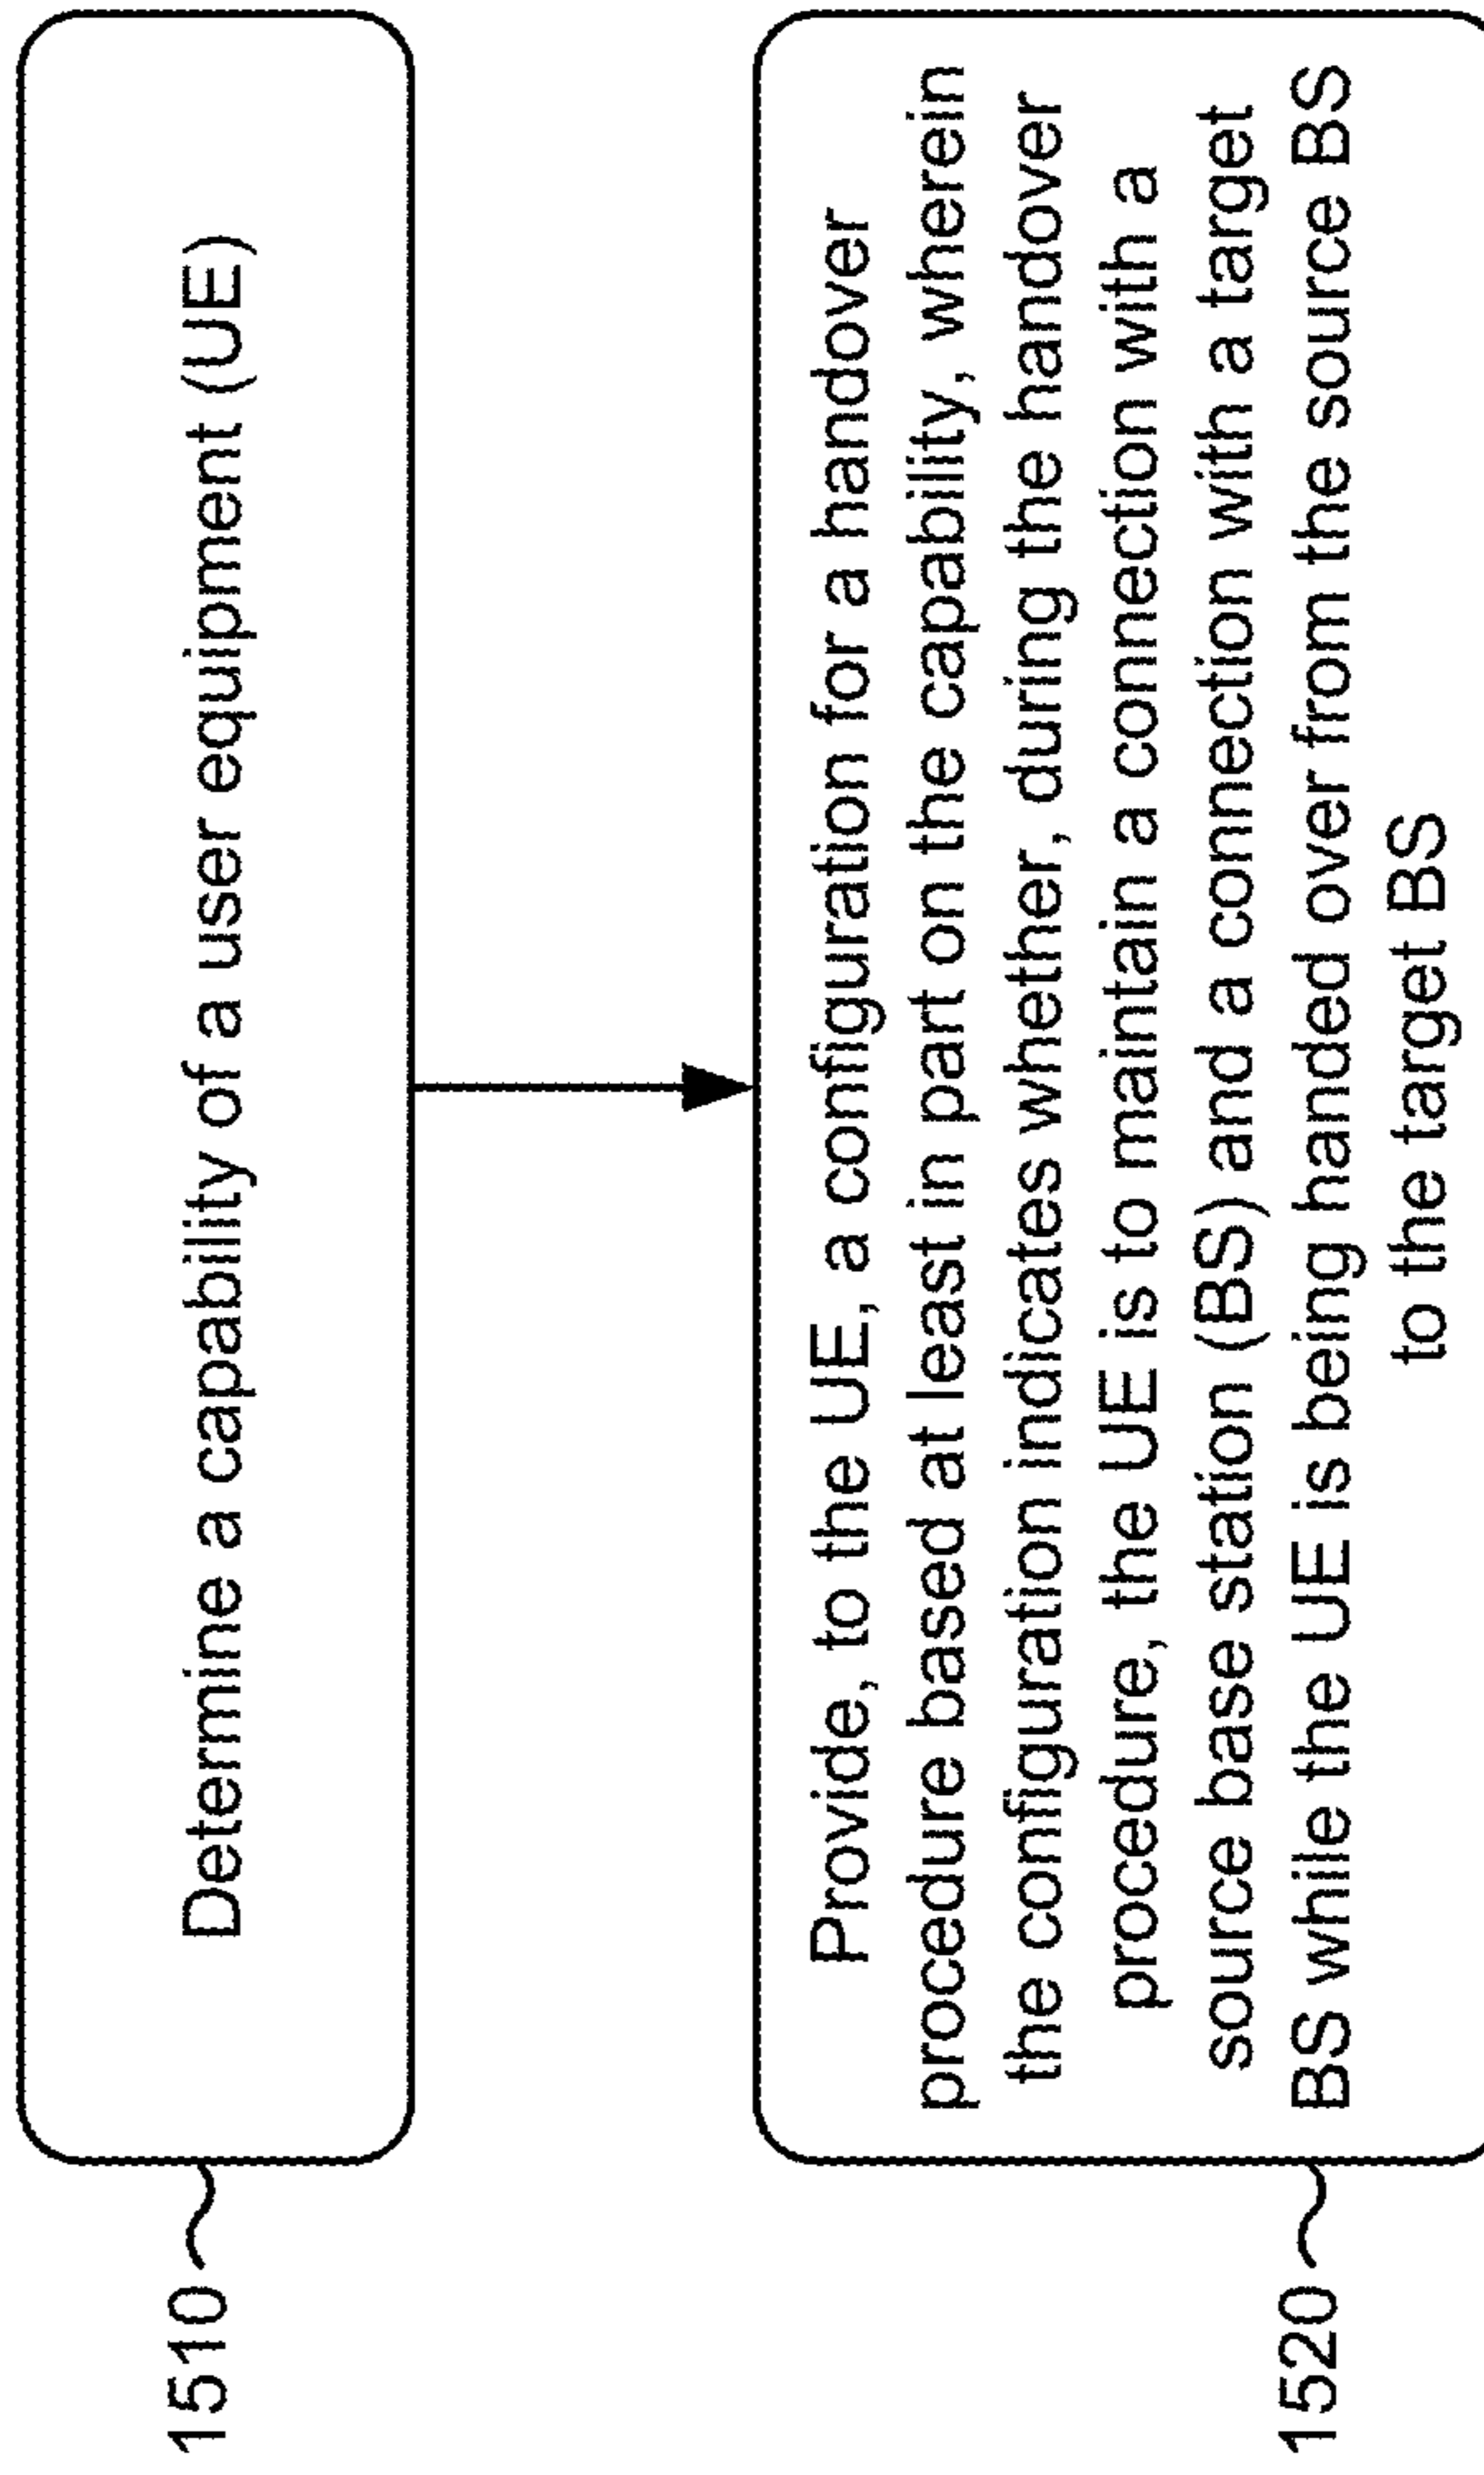 1510
Determine a capability of a user equipment (UE)
1520
Provide, to the UE, a configuration for a handover
procedure based at least in part on the capability, wherein
the configuration indicates whether, during the handover
procedure, the UE is to maintain a connection with a
source base station (BS) and a connection with a target
BS while the UE is being handed over from the source BS
to the target BS